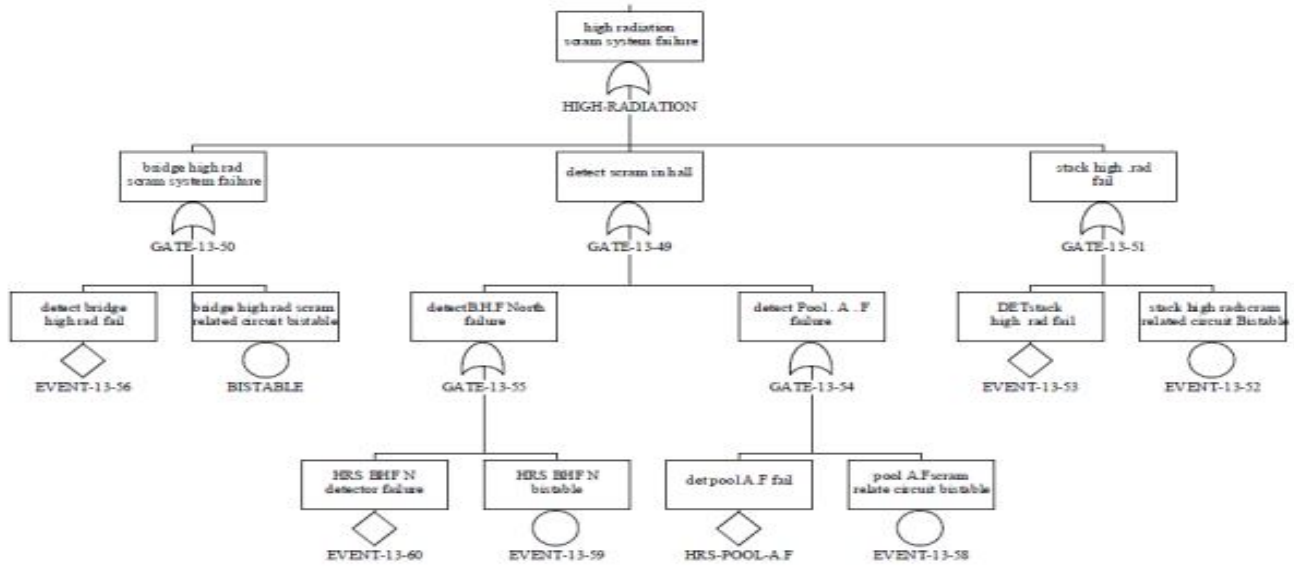 high radiation
scram system failure
HIGH-RADIATION
bridge high rad
scram system failure
detect scram in hall
stack high .rad
fail
GATE-13-50
GATE-13-49
GATE-13-51
detect bridge
high rad fail
bridge high rad scram
related circuit bistable
detectB.H.F North
failure
detect Pool . A . F
failure
DETstack
high rad fail
stack high radscram
related circuit Bistable
EVENT-13-56
BISTABLE
GATE-13-55
GATE-13-54
EVENT-13-53
EVENT-13-52
HRS BHF N
detector failure
HRS BHF N
bistable
det pool A.F fail
pool A.Fscram
relate circuit bistable
EVENT-13-60
EVENT-13-59
HRS-POOL-A.F
EVENT-13-58